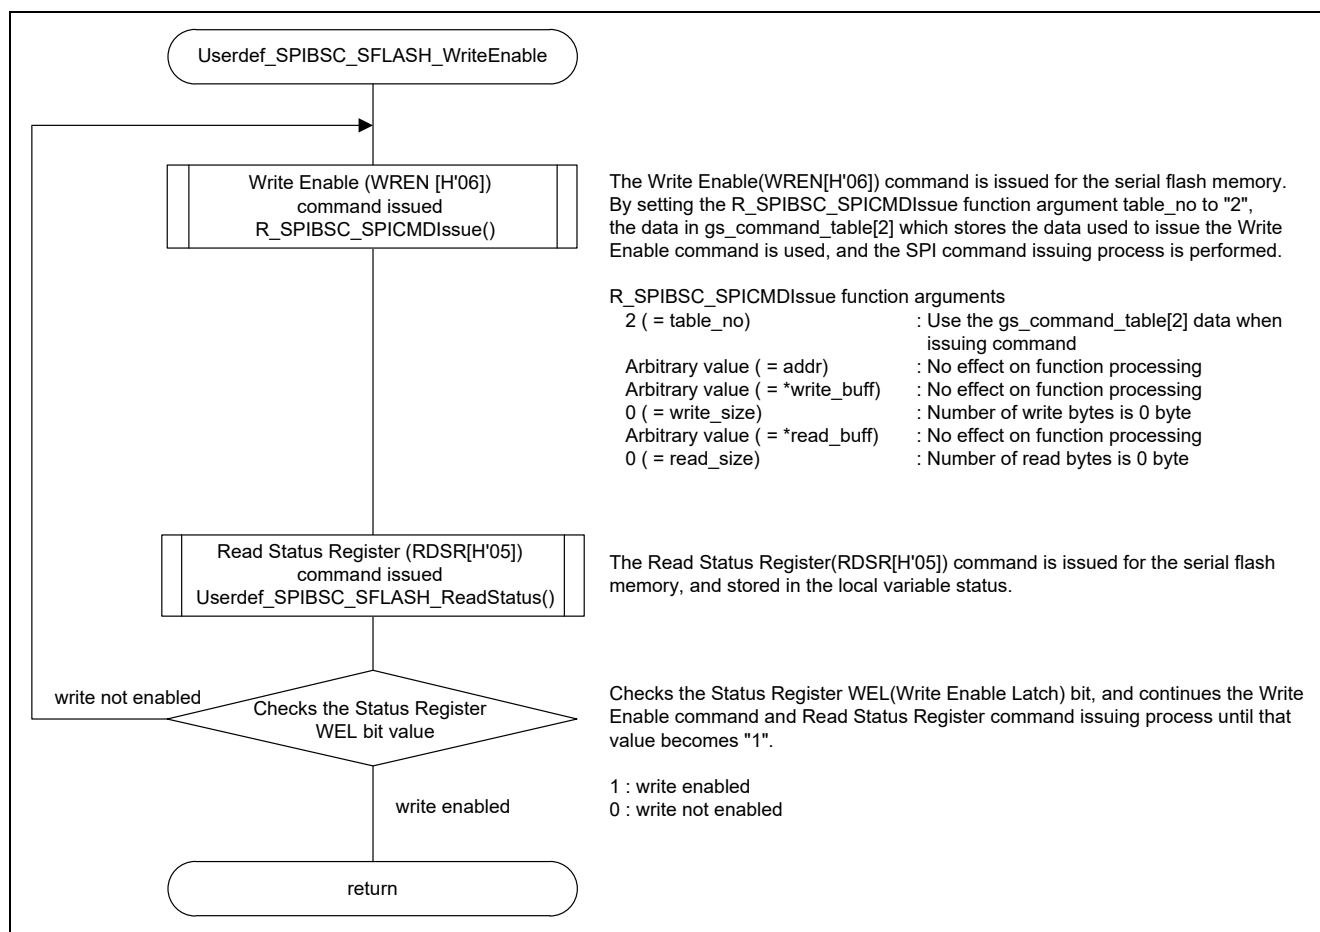 Userdef_SPIBSC_SFLASH_WriteEnable
Write Enable (WREN [H'06])
command issued
R_SPIBSC_SPICMDIssue()
The Write Enable(WREN[H'06]) command is issued for the serial flash memory.
By setting the R_SPIBSC_SPICMDIssue function argument table_no to "2",
the data in gs_command_table[2] which stores the data used to issue the Write
Enable command is used, and the SPI command issuing process is performed.
R_SPIBSC_SPICMDIssue function arguments
2 ( = table_no) : Use the gs_command_table[2] data when
issuing command
Arbitrary value ( = addr) : No effect on function processing
Arbitrary value ( = *write_buff) : No effect on function processing
0 ( = write_size) : Number of write bytes is 0 byte
Arbitrary value ( = *read_buff) : No effect on function processing
0 ( = read_size) : Number of read bytes is 0 byte
Read Status Register (RDSR[H'05])
command issued
Userdef_SPIBSC_SFLASH_ReadStatus()
The Read Status Register(RDSR[H'05]) command is issued for the serial flash
memory, and stored in the local variable status.
write not enabled
Checks the Status Register
WEL bit value
Checks the Status Register WEL(Write Enable Latch) bit, and continues the Write
Enable command and Read Status Register command issuing process until that
value becomes "1".
1 : write enabled
0 : write not enabled
write enabled
return